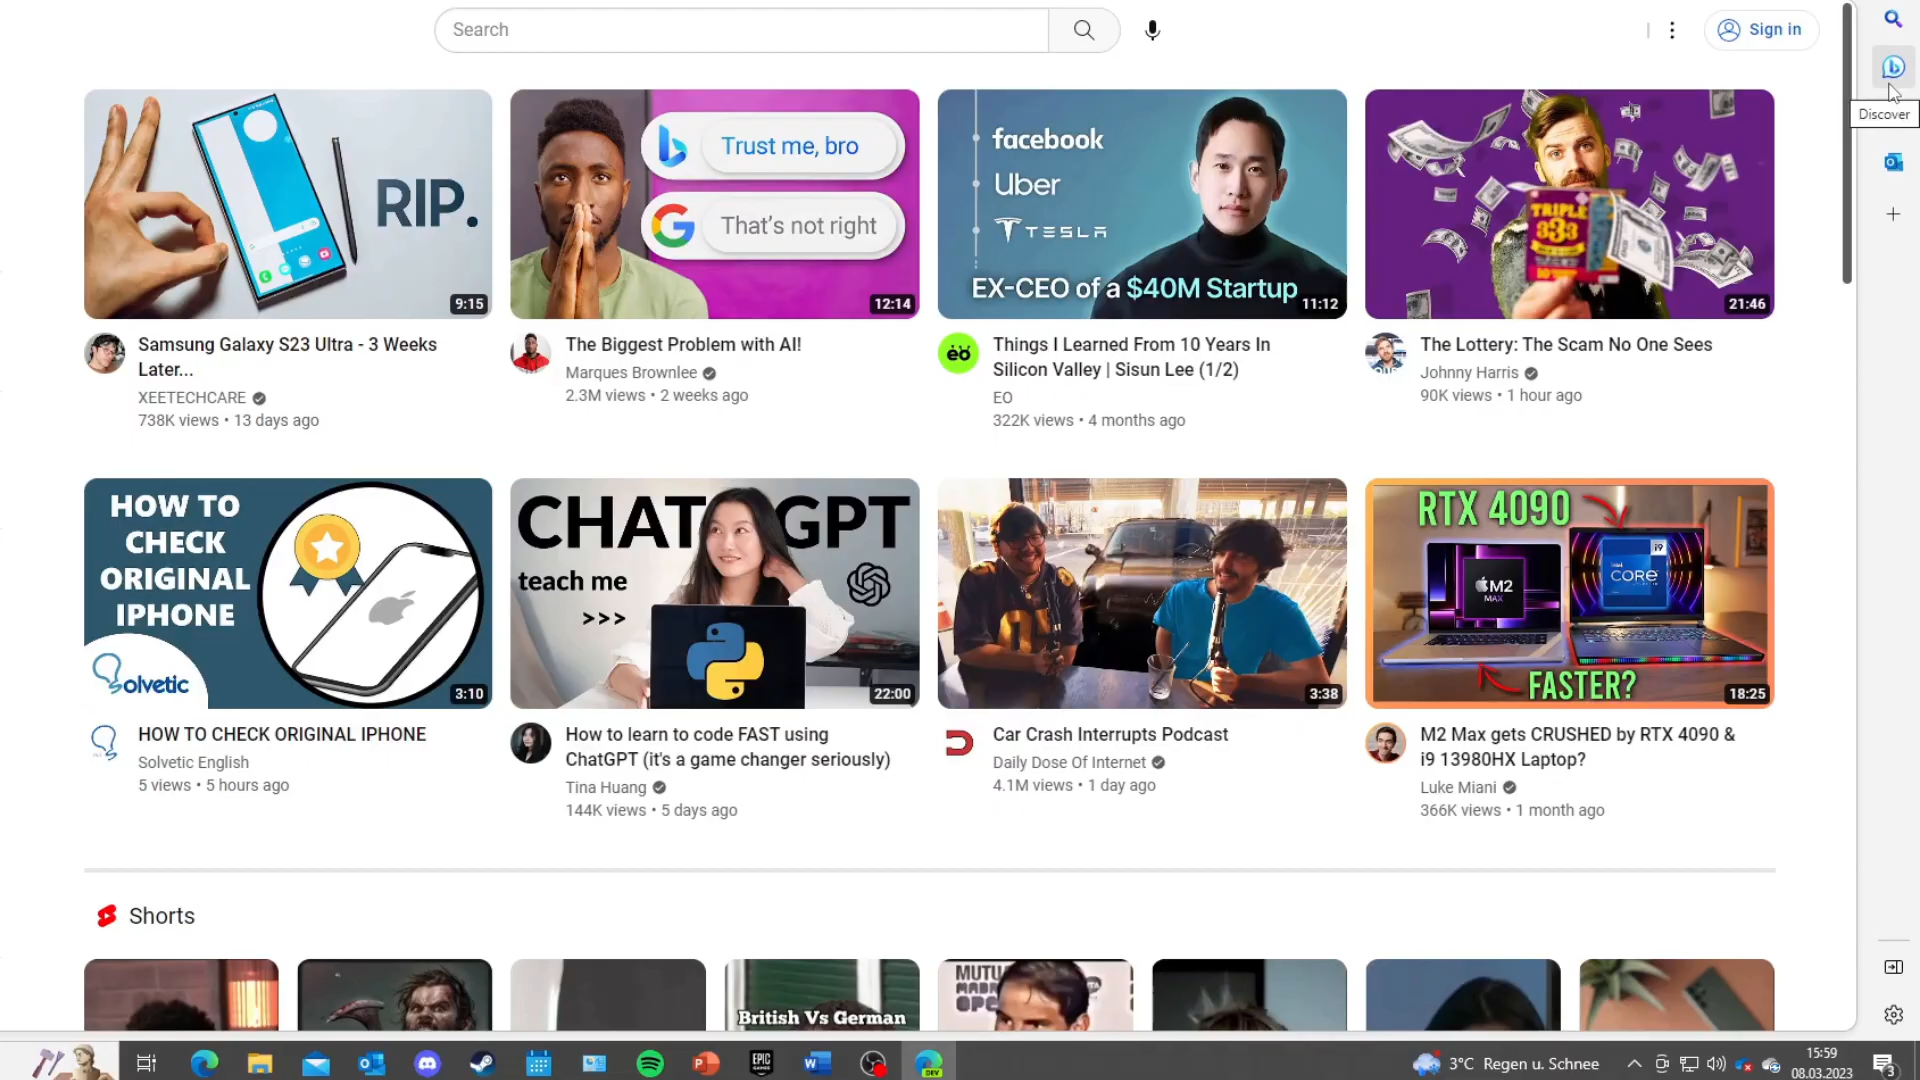 Search
Sign in
Discover
RIP.
9:15
Trust me, bro
That's not right
12:14
facebook
Uber
TESLA
EX-CEO of a $40M Startup
11:12
TRIPLE
333
21:46
Samsung Galaxy S23 Ultra - 3 Weeks
Later...
XEETECHCARE
738K views • 13 days ago
The Biggest Problem with AI!
Marques Brownlee
2.3M views • 2 weeks ago
eo
Things I Learned From 10 Years In
Silicon Valley | Sisun Lee (1/2)
EO
322K views • 4 months ago
The Lottery: The Scam No One Sees
Johnny Harris
90K views • 1 hour ago
HOW TO
CHECK
ORIGINAL
IPHONE
Solvetic
3:10
CHATGPT
teach me
>>>
22:00
3:38
RTX 4090
M2
MAX
i9
intel
CORE
FASTER?
18:25
HOW TO CHECK ORIGINAL IPHONE
Solvetic English
5 views • 5 hours ago
How to learn to code FAST using
ChatGPT (it's a game changer seriously)
Tina Huang
144K views • 5 days ago
Car Crash Interrupts Podcast
Daily Dose Of Internet
4.1M views • 1 day ago
M2 Max gets CRUSHED by RTX 4090 &
i9 13980HX Laptop?
Luke Miani
366K views • 1 month ago
Shorts
British Vs German
MUTU
EPIC
GAMES
DEV
3°C Regen u. Schnee
15:59
08.03.2023
3